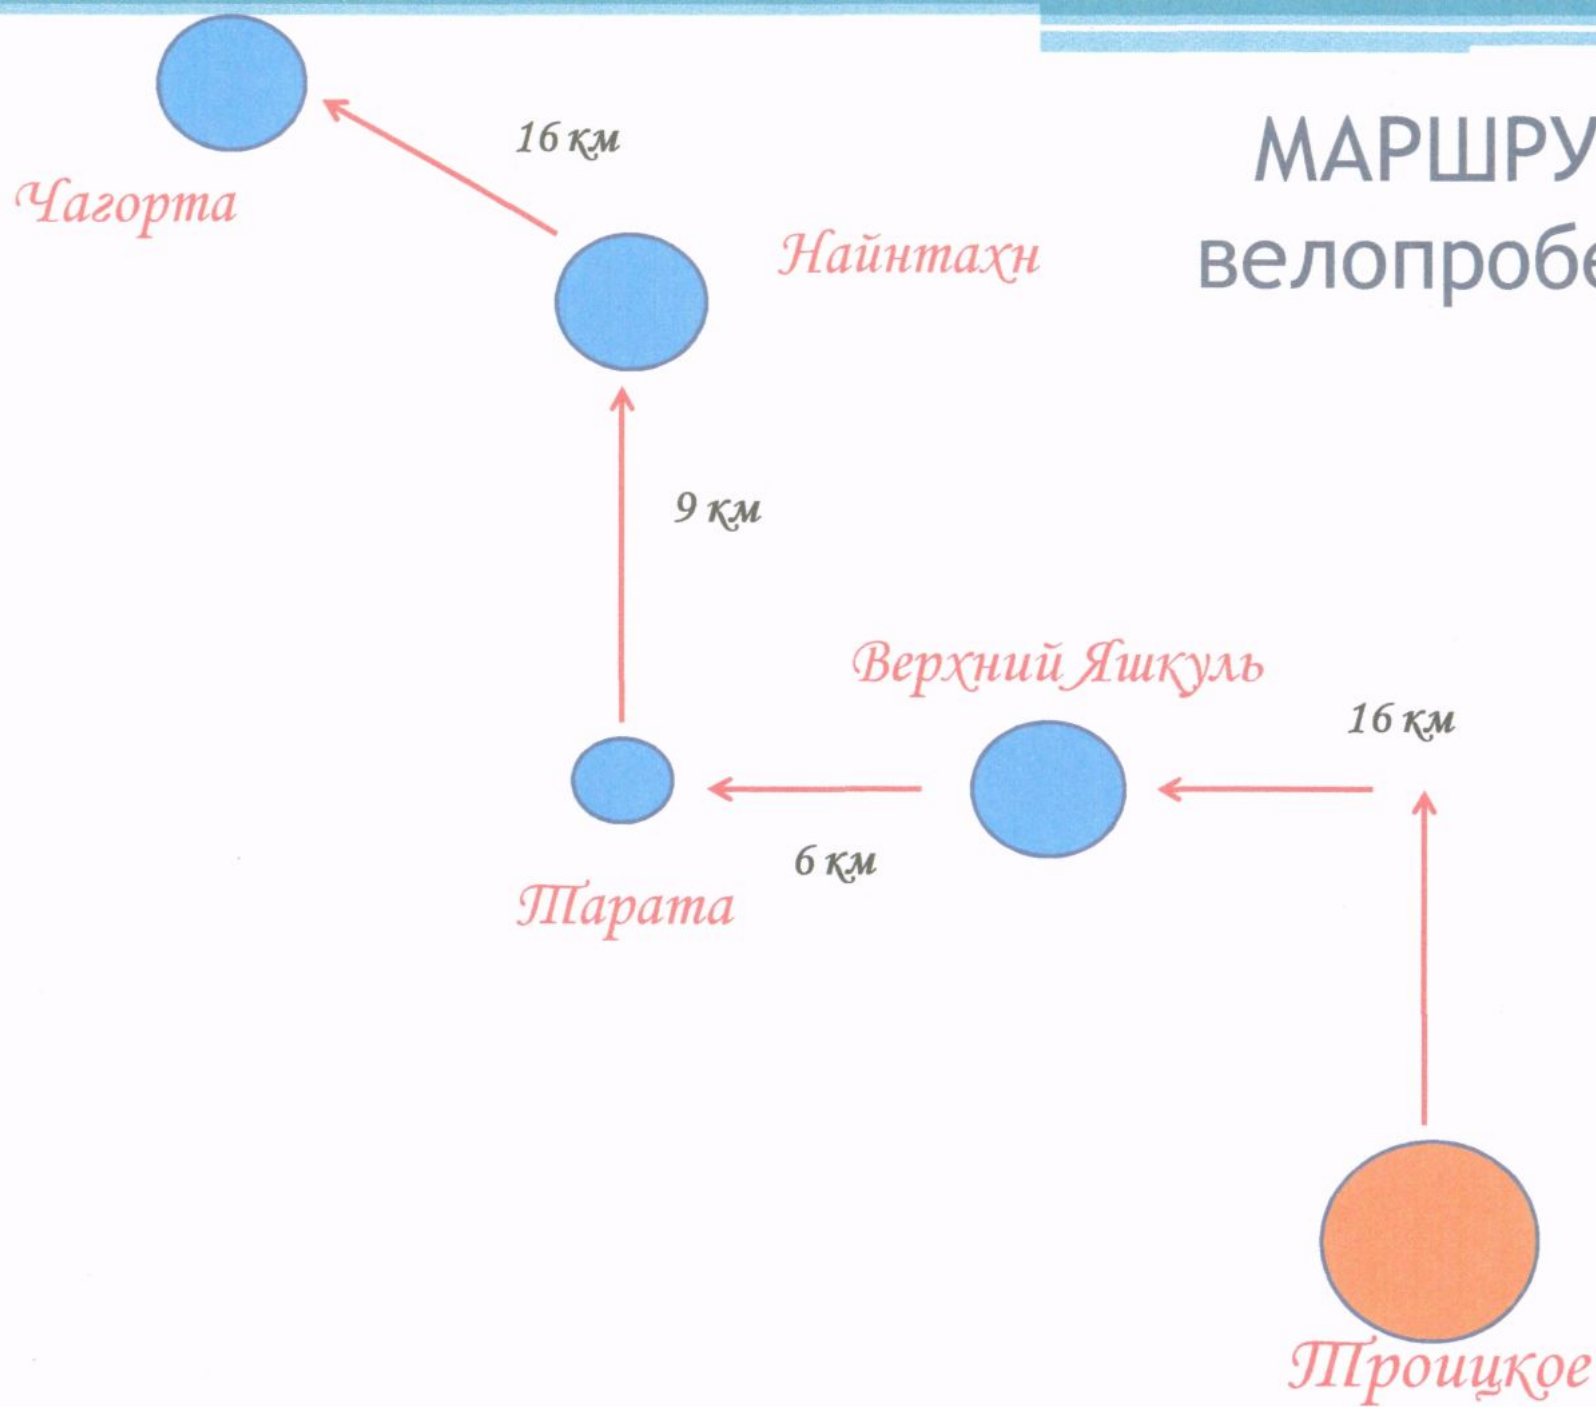 МАРШРУ
велопробе
16 км
Чагорта
Найнтахн
9 км
Верхний Яшкуль
16 км
6 км
Тарата
Троицкое